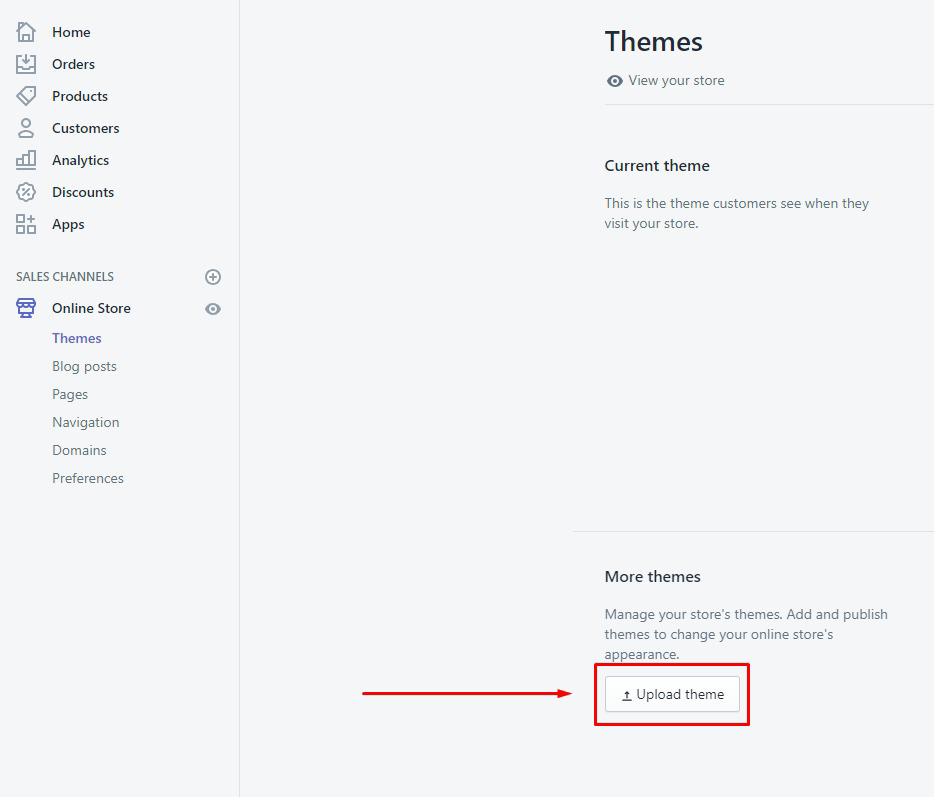 Home
Orders
Products
Customers
Analytics
Discounts
Apps
SALES CHANNELS
Online Store
Themes
Blog posts
Pages
Navigation
Domains
Preferences
Themes
View your store
Current theme
This is the theme customers see when they
visit your store.
More themes
Manage your store's themes. Add and publish
themes to change your online store's
appearance.
Upload theme